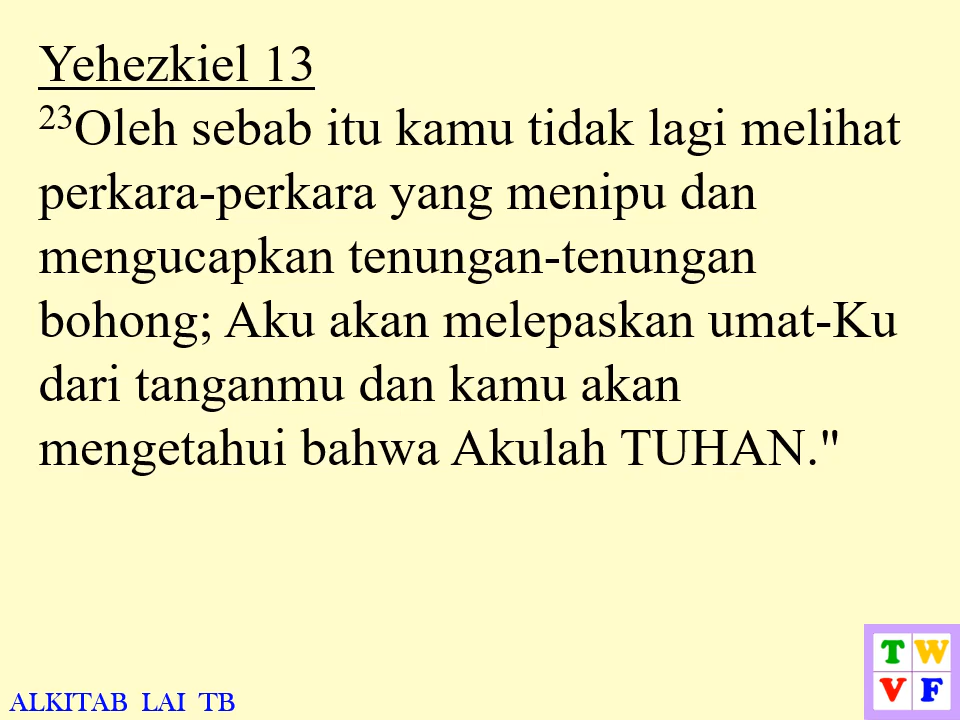 Yehezkiel 13
23Oleh sebab itu kamu tidak lagi melihat
perkara-perkara yang menipu dan
mengucapkan tenungan-tenungan
bohong; Aku akan melepaskan umat-Ku
dari tanganmu dan kamu akan
mengetahui bahwa Akulah TUHAN."
T W
V F
ALKITAB LAI TB